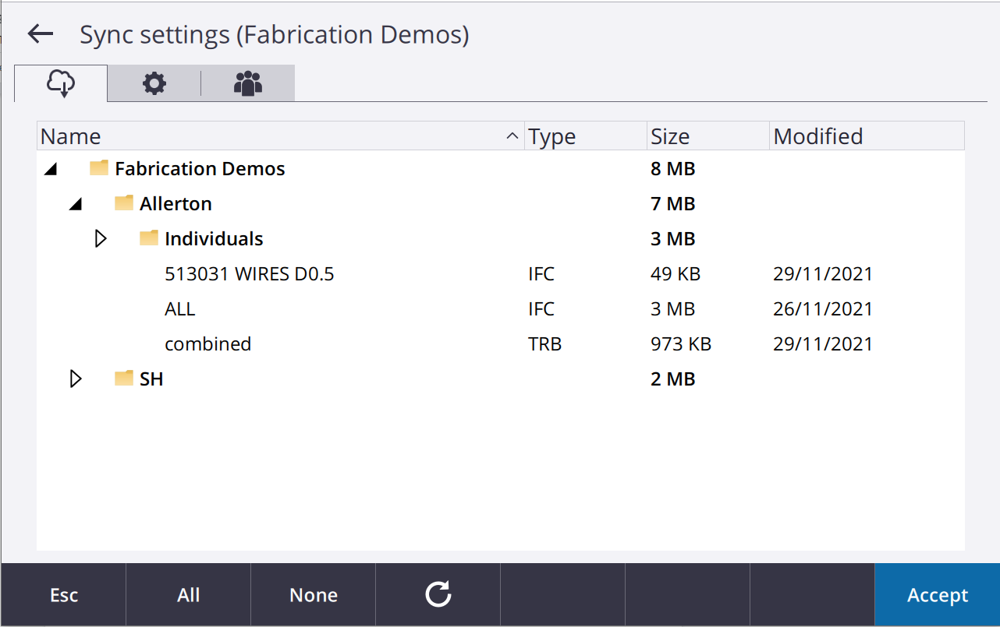 Sync settings (Fabrication Demos)
Name Type Size Modified
Fabrication Demos 8 MB
Allerton 7 MB
Individuals 3 MB
513031 WIRES D0.5 IFC 49 KB 29/11/2021
ALL IFC 3 MB 26/11/2021
combined TRB 973 KB 29/11/2021
SH 2 MB
Esc All None Accept